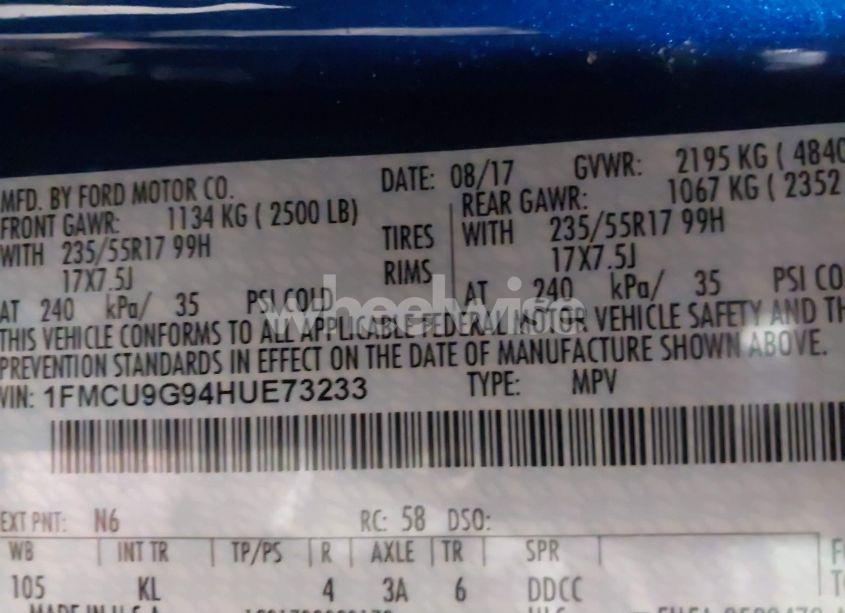 MFD. BY FORD MOTOR CO. DATE: 08/17 GVWR: 2195 KG ( 4840
FRONT GAWR: 1134 KG ( 2500 LB) REAR GAWR: 1067 KG ( 2352
WITH 235/55R17 99H TIRES WITH 235/55R17 99H
17X7.5J RIMS 17X7.5J
AT 240 kPa/ 35 PSI COLD AT 240 kPa/ 35 PSI CO
wheelwise
THIS VEHICLE CONFORMS TO ALL APPLICABLE FEDERAL MOTOR VEHICLE SAFETY AND TH
PREVENTION STANDARDS IN EFFECT ON THE DATE OF MANUFACTURE SHOWN ABOVE.
VIN: 1FMCU9G94HUE73233 TYPE: MPV
EXT PNT: N6 RC: 58 DSO:
WB INT TR TP/PS R AXLE TR SPR
105 KL 4 3A 6 DDCC
MADE IN U.S.A.